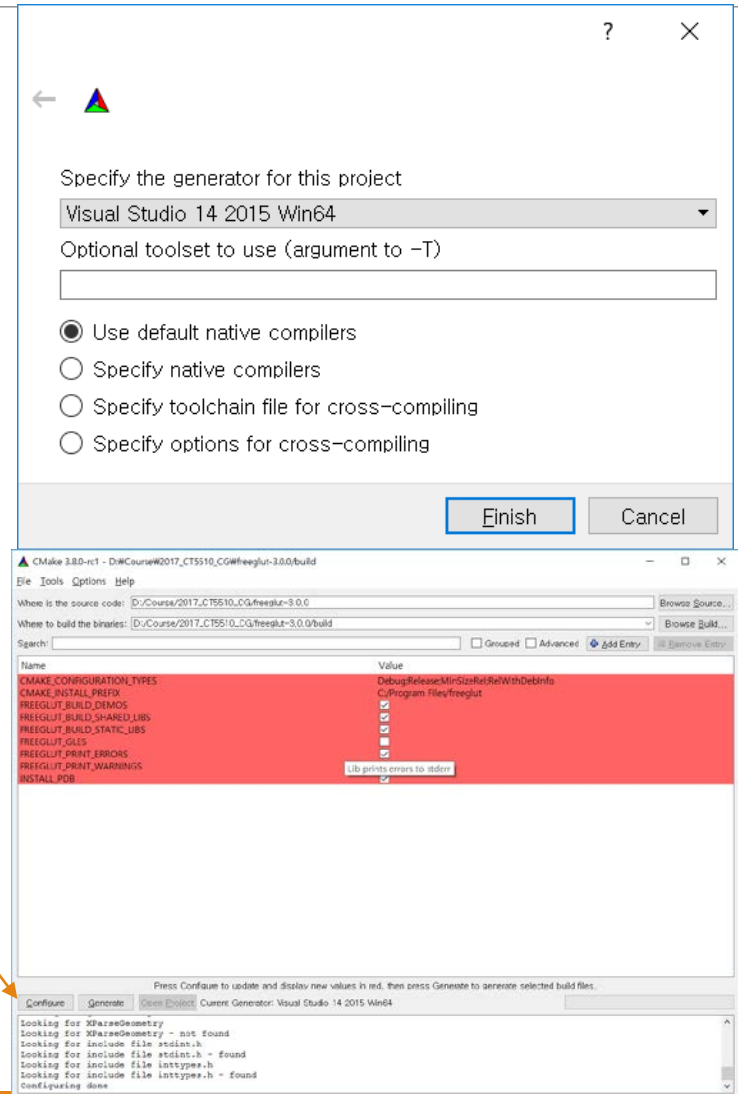 ?
Specify the generator for this project
Visual Studio 14 2015 Win64
Optional toolset to use (argument to -T)
Use default native compilers
Specify native compilers
Specify toolchain file for cross-compiling
Specify options for cross-compiling
Finish Cancel
CMake 3.8.0-rc1 - D:₩Course₩2017_CT5510_CG₩freeglut-3.0.0/build
File Tools Options Help
Where is the source code: D:/Course/2017_CT5510_CG/freeglut-3.0.0 Browse Source...
Where to build the binaries: D:/Course/2017_CT5510_CG/freeglut-3.0.0/build Browse Build...
Search: Grouped Advanced Add Entry Remove Entry
Name Value
CMAKE_CONFIGURATION_TYPES Debug;Release;MinSizeRel;RelWithDebInfo
CMAKE_INSTALL_PREFIX C:/Program Files/freeglut
FREEGLUT_BUILD_DEMOS
FREEGLUT_BUILD_SHARED_LIBS
FREEGLUT_BUILD_STATIC_LIBS
FREEGLUT_GLES
FREEGLUT_PRINT_ERRORS
FREEGLUT_PRINT_WARNINGS Lib prints errors to stderr
INSTALL_PDB
Press Configure to update and display new values in red, then press Generate to generate selected build files.
Configure Generate Open Project Current Generator: Visual Studio 14 2015 Win64
Looking for XParseGeometry
Looking for XParseGeometry - not found
Looking for include file stdint.h
Looking for include file stdint.h - found
Looking for include file inttypes.h
Looking for include file inttypes.h - found
Configuring done